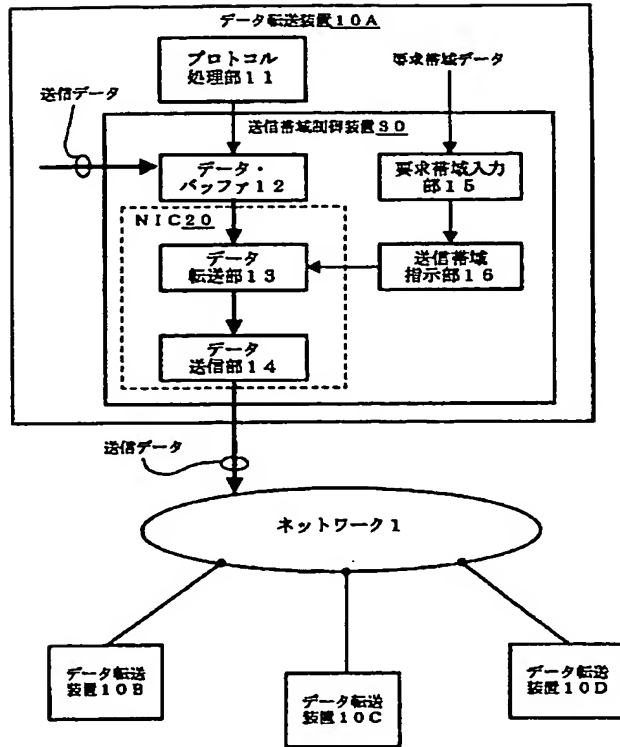 データ転送装置10A
プロトコル
処理部11
要求帯域データ
送信データ
送信帯域制御装置30
データ・
バッファ12
要求帯域入力
部15
NIC20
データ
転送部13
送信帯域
指示部16
データ
送信部14
送信データ
ネットワーク1
データ転送
装置10B
データ転送
装置10C
データ転送
装置10D